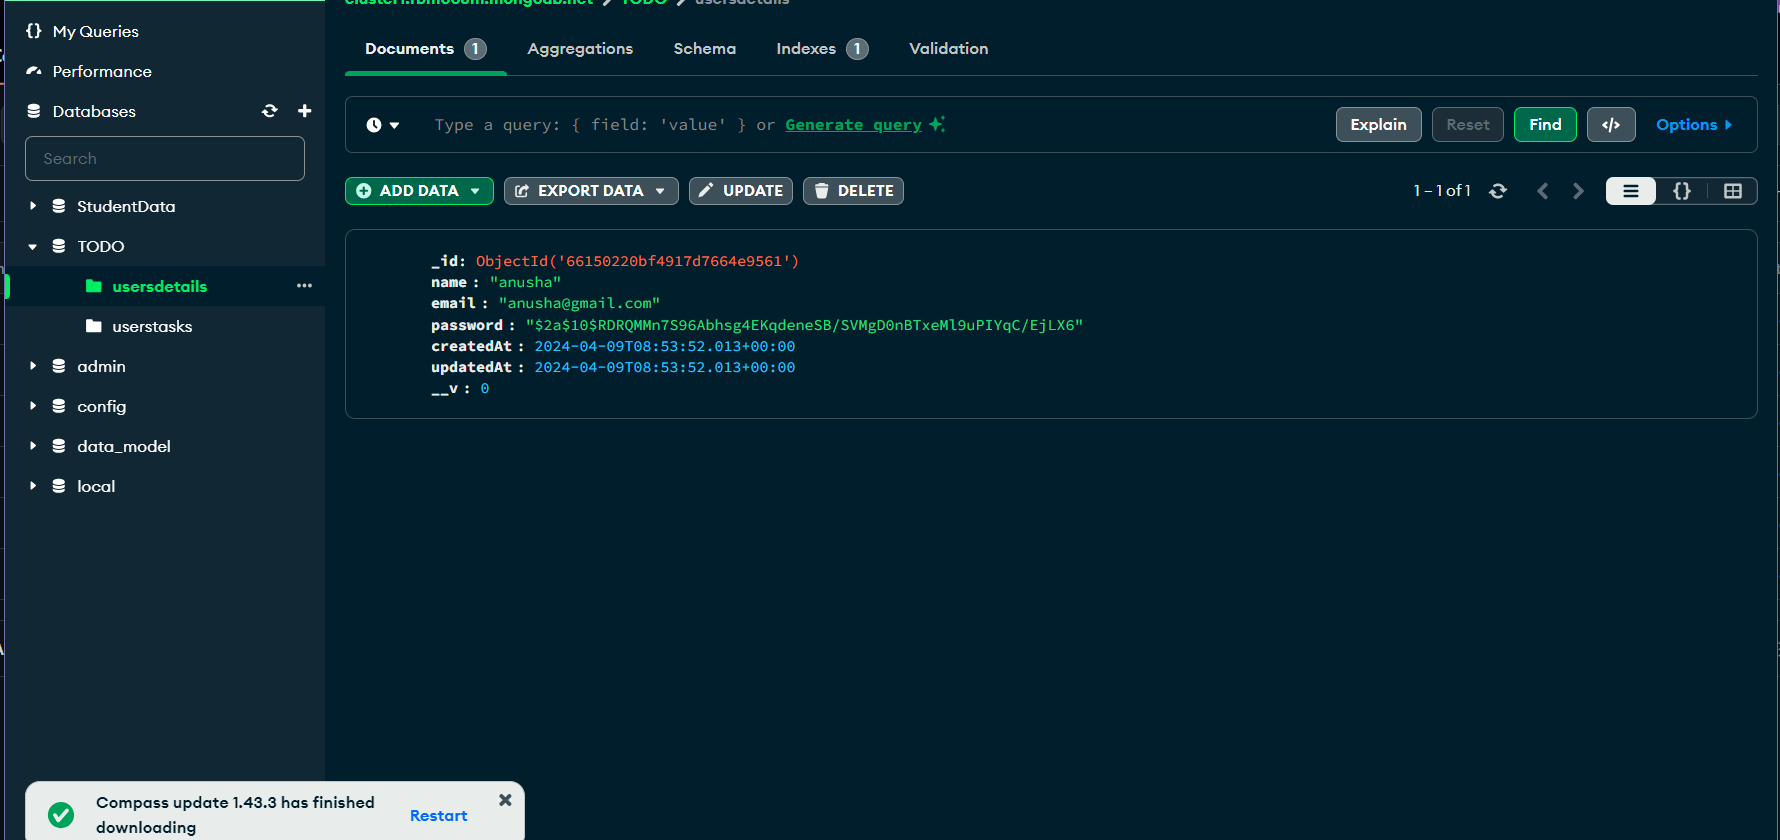 My Queries
Performance
Databases
Search
StudentData
TODO
usersdetails
userstasks
admin
config
data_model
local
TODO
usersdetails
Documents 1
Aggregations
Schema
Indexes 1
Validation
Type a query: { field: 'value' } or Generate query
Explain
Reset
Find
</>
Options
ADD DATA
EXPORT DATA
UPDATE
DELETE
1 – 1 of 1
{}
_id: ObjectId('66150220bf4917d7664e9561')
name : "anusha"
email : "anusha@gmail.com"
password : "$2a$10$RDRQMMn7S96Abhsg4EKqdeneSB/SVMgD0nBTxeMl9uPIYqC/EjLX6"
createdAt : 2024-04-09T08:53:52.013+00:00
updatedAt : 2024-04-09T08:53:52.013+00:00
__v : 0
Compass update 1.43.3 has finished
downloading
Restart